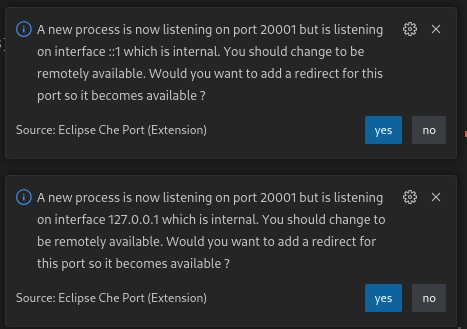 A new process is now listening on port 20001 but is listening
on interface ::1 which is internal. You should change to be
remotely available. Would you want to add a redirect for this
port so it becomes available ?
Source: Eclipse Che Port (Extension)
yes
no
A new process is now listening on port 20001 but is listening
on interface 127.0.0.1 which is internal. You should change to
be remotely available. Would you want to add a redirect for
this port so it becomes available ?
Source: Eclipse Che Port (Extension)
yes
no